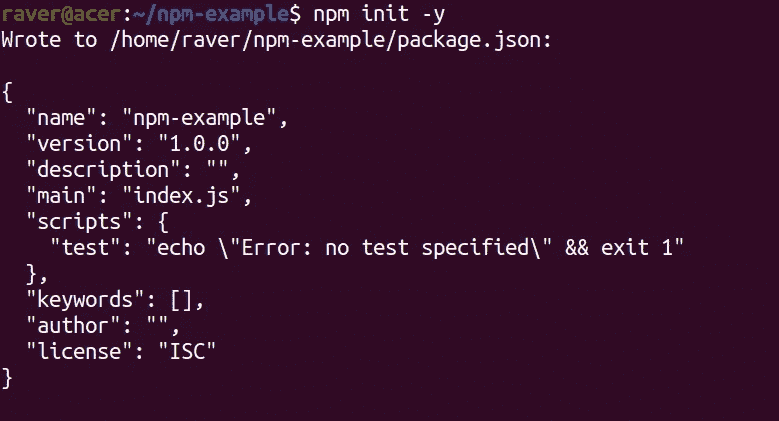 raver@acer:~/npm-example$ npm init -y
Wrote to /home/raver/npm-example/package.json:

{
  "name": "npm-example",
  "version": "1.0.0",
  "description": "",
  "main": "index.js",
  "scripts": {
    "test": "echo \"Error: no test specified\" && exit 1"
  },
  "keywords": [],
  "author": "",
  "license": "ISC"
}